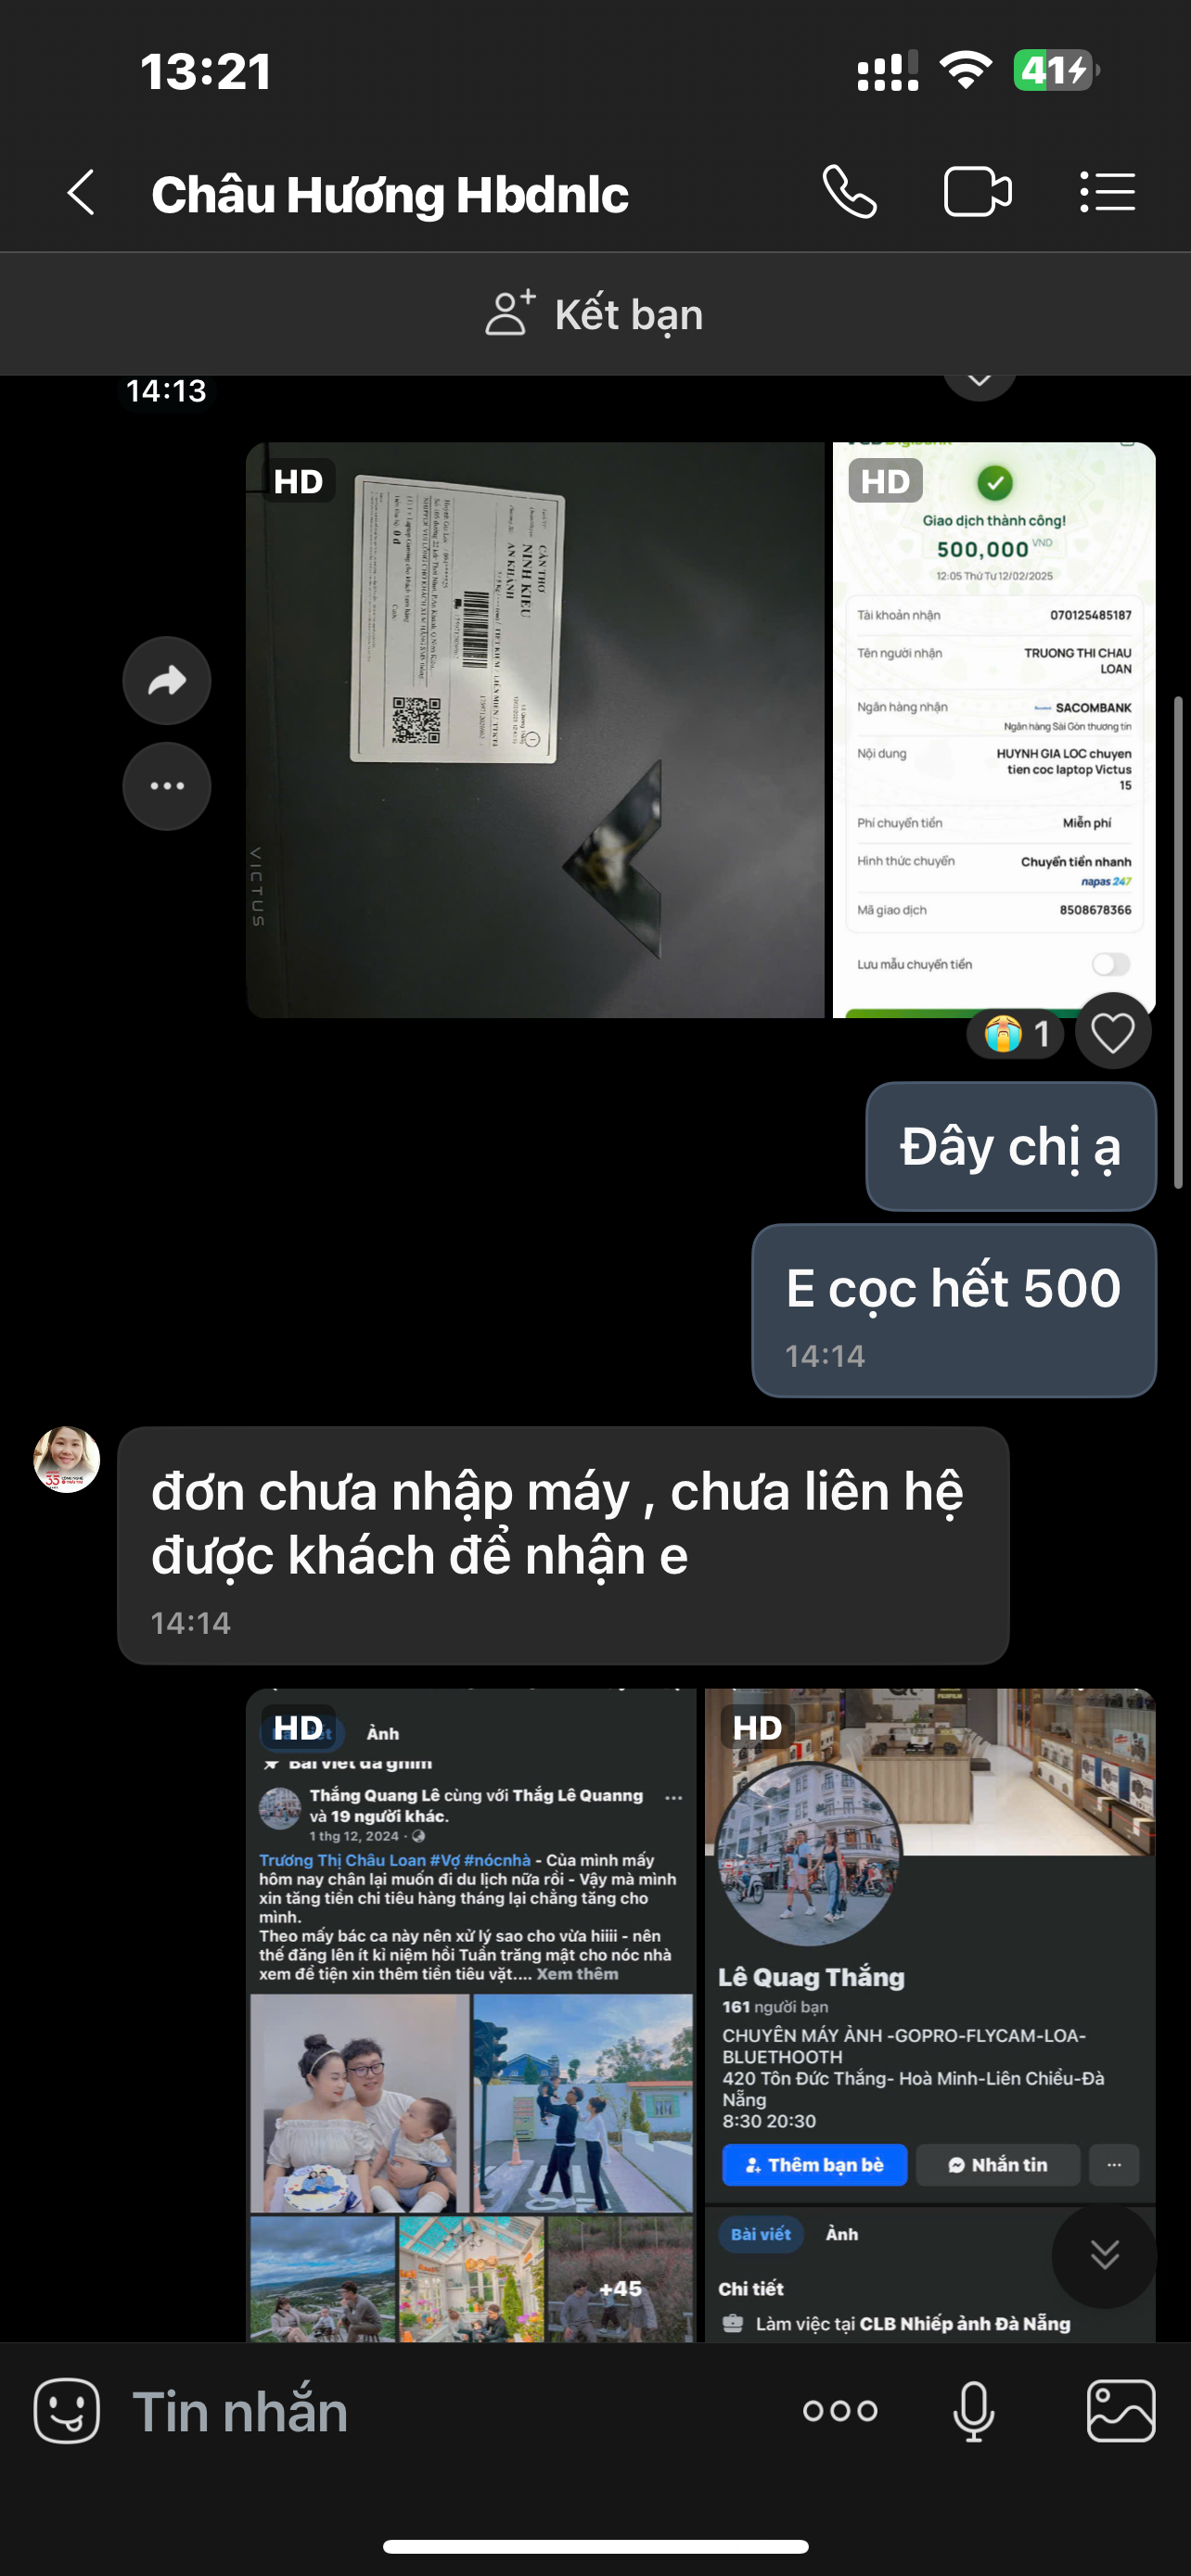 13:21
41
Châu Hương Hbdnlc
Kết bạn
14:13
HD
CẦN THƠ
NINH KIỀU
AN KHÁNH
VICTUS
HD
Giao dịch thành công!
500,000 VND
12:05 Thứ Tư 12/02/2025
Tài khoản nhận 070125485187
Tên người nhận TRUONG THI CHAU
LOAN
Ngân hàng nhận SACOMBANK
Ngân hàng Sài Gòn thương tín
Nội dung HUYNH GIA LOC chuyen
tien coc laptop Victus
15
Phí chuyển tiền Miễn phí
Hình thức chuyển Chuyển tiền nhanh
napas 247
Mã giao dịch 8508678366
Lưu mẫu chuyển tiền
1
Đây chị ạ
E cọc hết 500
14:14
đơn chưa nhập máy , chưa liên hệ
được khách để nhận e
14:14
HD
Ảnh
Bài viết đã ghim
Thắng Quang Lê cùng với Thắg Lê Quanng
và 19 người khác.
1 thg 12, 2024 ·
Trương Thị Châu Loan #Vợ #nócnhà - Của mình mấy
hôm nay chân lại muốn đi du lịch nữa rồi - Vậy mà mình
xin tăng tiền chi tiêu hàng tháng lại chẳng tăng cho
mình.
Theo mấy bác ca này nên xử lý sao cho vừa hiiii - nên
thế đăng lên ít kỉ niệm hồi Tuần trăng mật cho nóc nhà
xem để tiện xin thêm tiền tiêu vặt.... Xem thêm
+45
HD
Lê Quag Thắng
161 người bạn
CHUYÊN MÁY ẢNH -GOPRO-FLYCAM-LOA-
BLUETHOOTH
420 Tôn Đức Thắng- Hoà Minh-Liên Chiểu-Đà
Nẵng
8:30 20:30
Thêm bạn bè
Nhắn tin
Bài viết
Ảnh
Chi tiết
Làm việc tại CLB Nhiếp ảnh Đà Nẵng
Tin nhắn